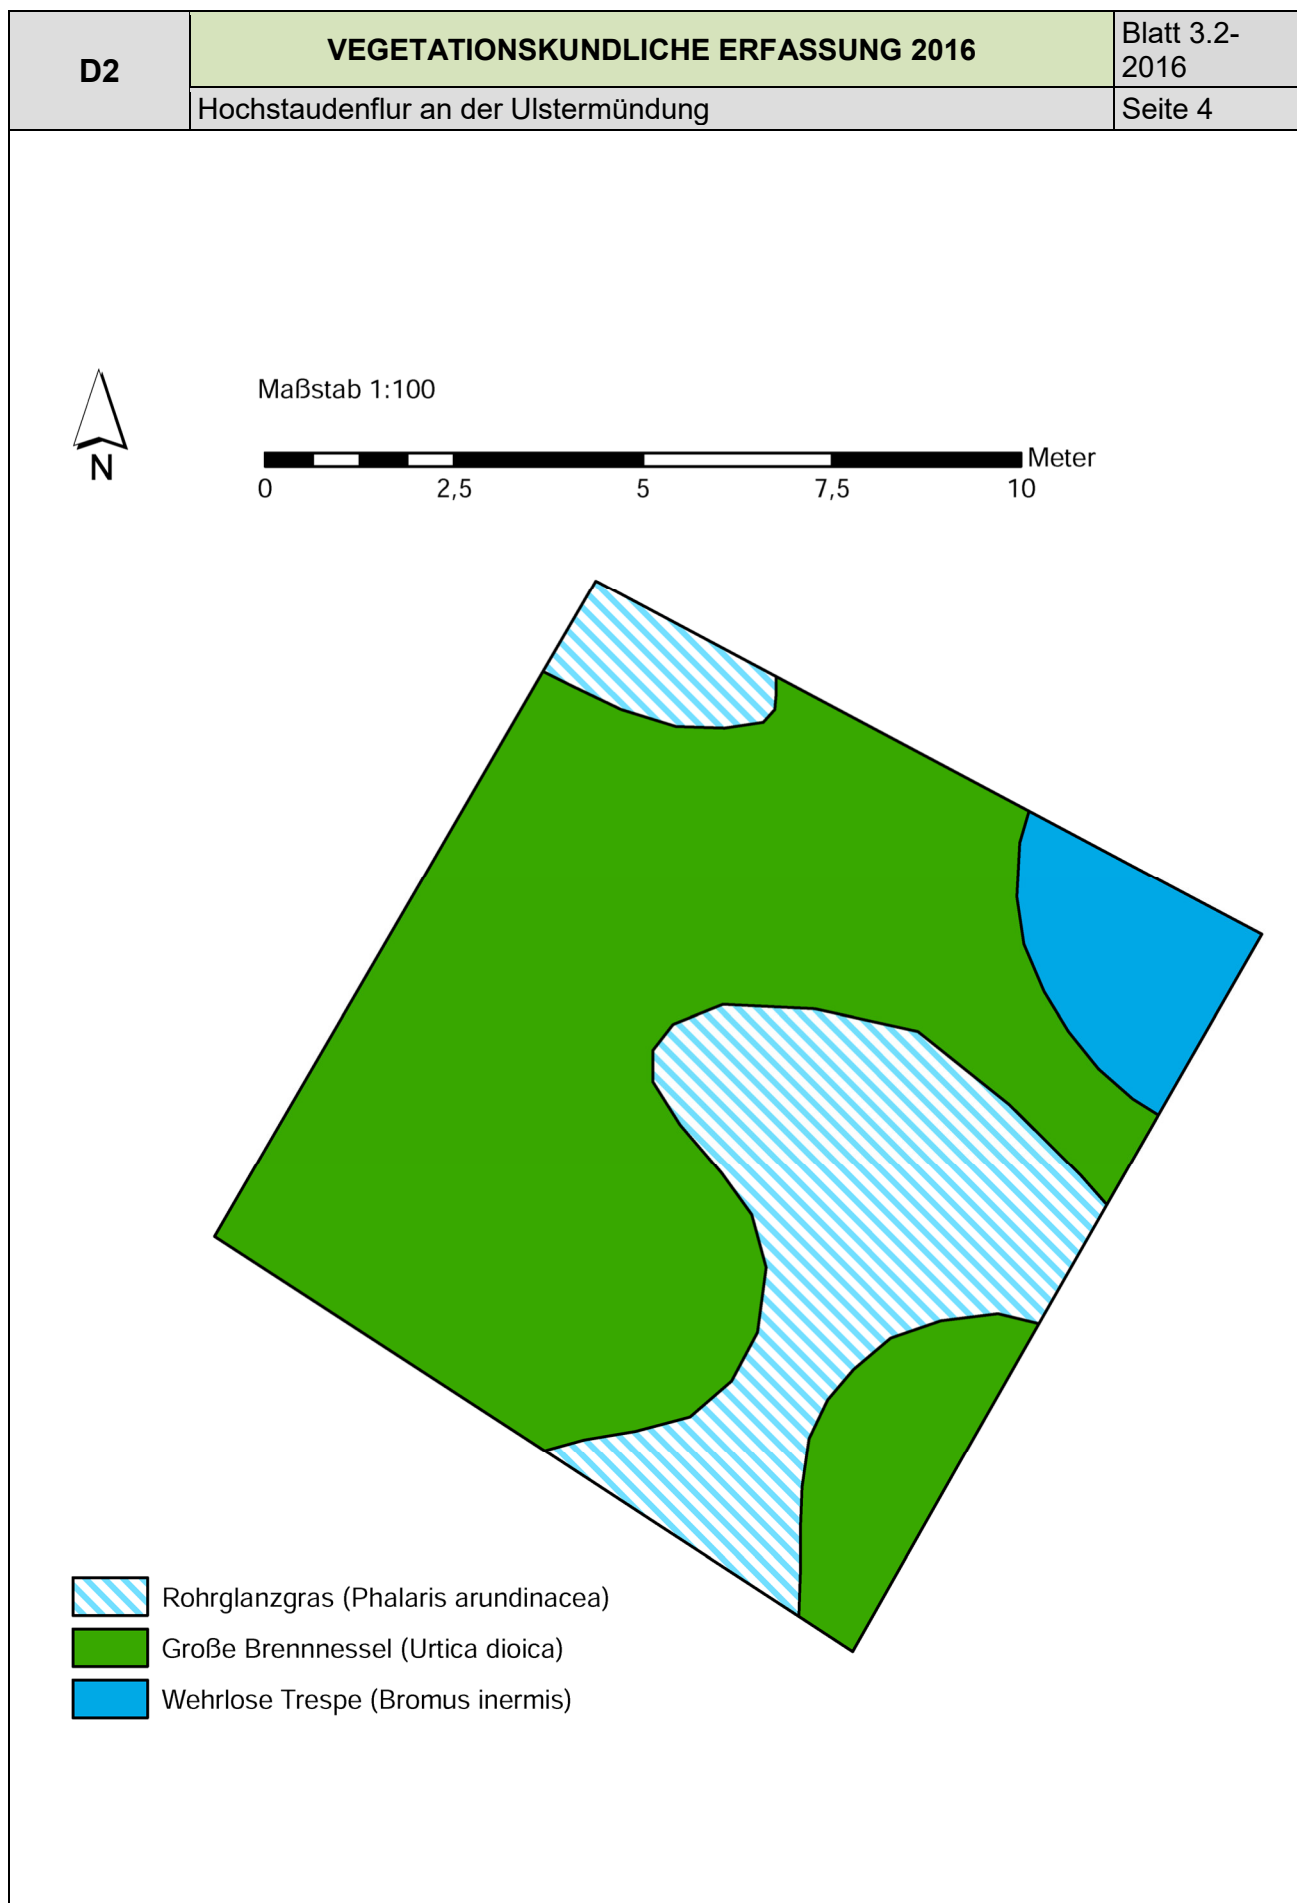 D2
VEGETATIONSKUNDLICHE ERFASSUNG 2016
Blatt 3.2-
2016
Hochstaudenflur an der Ulstermündung
Seite 4
Maßstab 1:100
N
Meter
0 2,5 5 7,5 10
Rohrglanzgras (Phalaris arundinacea)
Große Brennnessel (Urtica dioica)
Wehrlose Trespe (Bromus inermis)